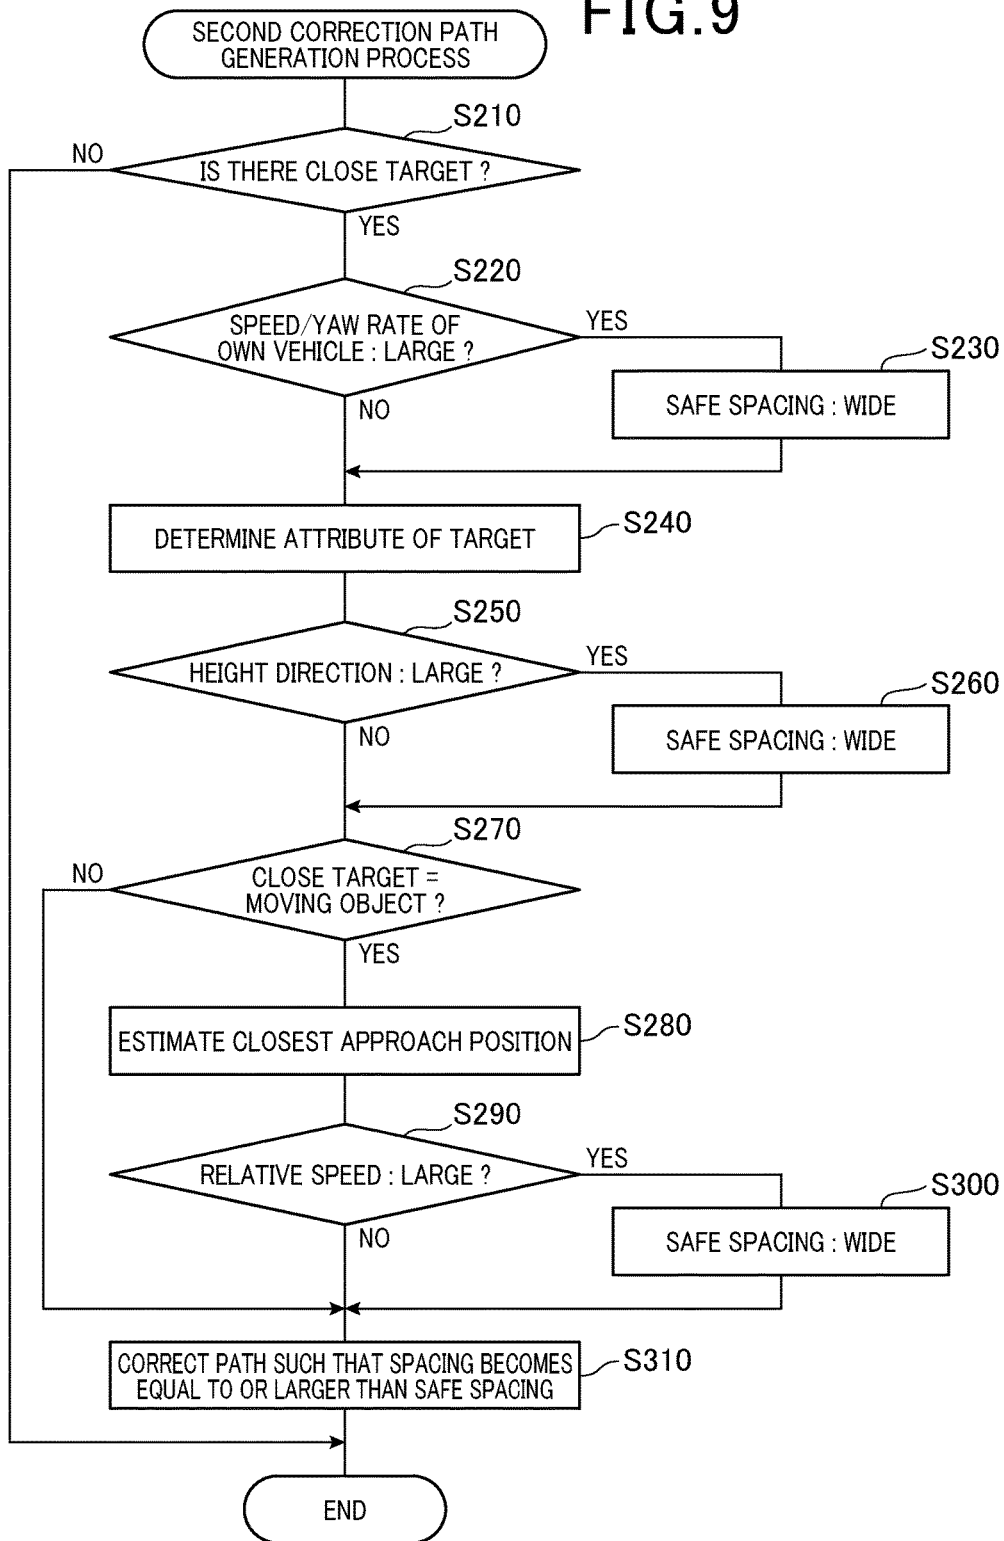 FIG.9
SECOND CORRECTION PATH
GENERATION PROCESS
S210
NO
IS THERE CLOSE TARGET ?
YES
S220
SPEED/YAW RATE OF
OWN VEHICLE : LARGE ?
YES
NO
S230
SAFE SPACING : WIDE
DETERMINE ATTRIBUTE OF TARGET
S240
S250
HEIGHT DIRECTION : LARGE ?
YES
NO
S260
SAFE SPACING : WIDE
S270
NO
CLOSE TARGET =
MOVING OBJECT ?
YES
ESTIMATE CLOSEST APPROACH POSITION
S280
S290
RELATIVE SPEED : LARGE ?
YES
NO
S300
SAFE SPACING : WIDE
CORRECT PATH SUCH THAT SPACING BECOMES
EQUAL TO OR LARGER THAN SAFE SPACING
S310
END